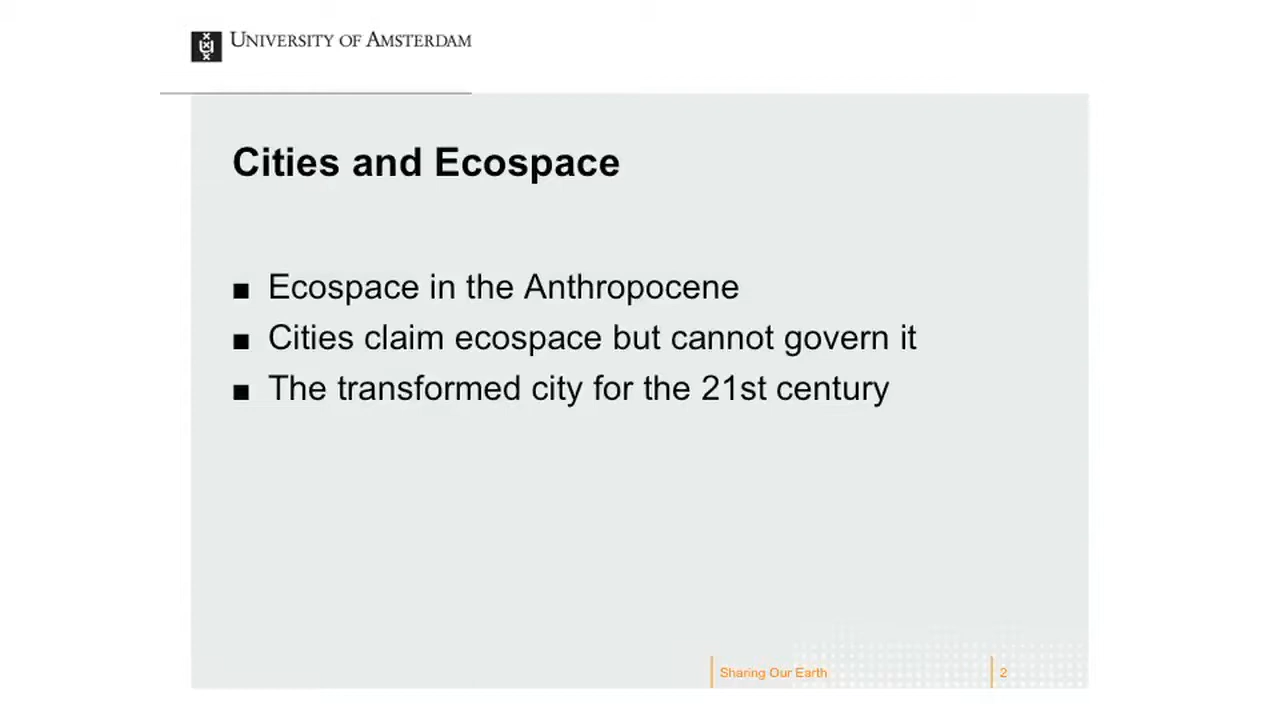 University of Amsterdam
Cities and Ecospace
■ Ecospace in the Anthropocene
■ Cities claim ecospace but cannot govern it
■ The transformed city for the 21st century
Sharing Our Earth 2